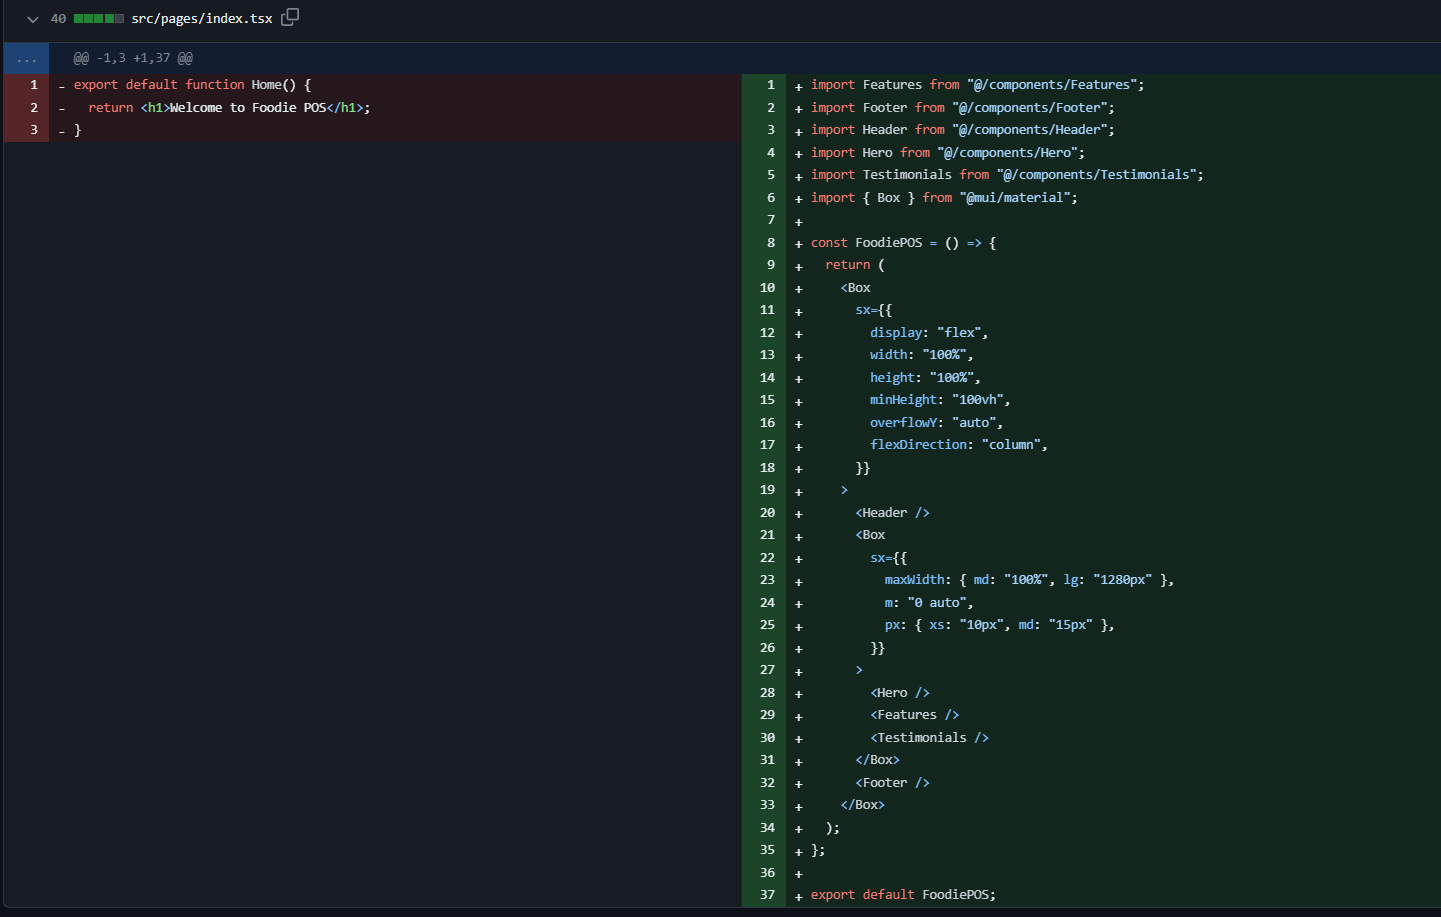 40 src/pages/index.tsx
... @@ -1,3 +1,37 @@
1 - export default function Home() {
2 -   return <h1>Welcome to Foodie POS</h1>;
3 - }
1 + import Features from "@/components/Features";
2 + import Footer from "@/components/Footer";
3 + import Header from "@/components/Header";
4 + import Hero from "@/components/Hero";
5 + import Testimonials from "@/components/Testimonials";
6 + import { Box } from "@mui/material";
7 +
8 + const FoodiePOS = () => {
9 +   return (
10 +     <Box
11 +       sx={{
12 +         display: "flex",
13 +         width: "100%",
14 +         height: "100%",
15 +         minHeight: "100vh",
16 +         overflowY: "auto",
17 +         flexDirection: "column",
18 +       }}
19 +     >
20 +       <Header />
21 +       <Box
22 +         sx={{
23 +           maxWidth: { md: "100%", lg: "1280px" },
24 +           m: "0 auto",
25 +           px: { xs: "10px", md: "15px" },
26 +         }}
27 +       >
28 +         <Hero />
29 +         <Features />
30 +         <Testimonials />
31 +       </Box>
32 +       <Footer />
33 +     </Box>
34 +   );
35 + };
36 +
37 + export default FoodiePOS;